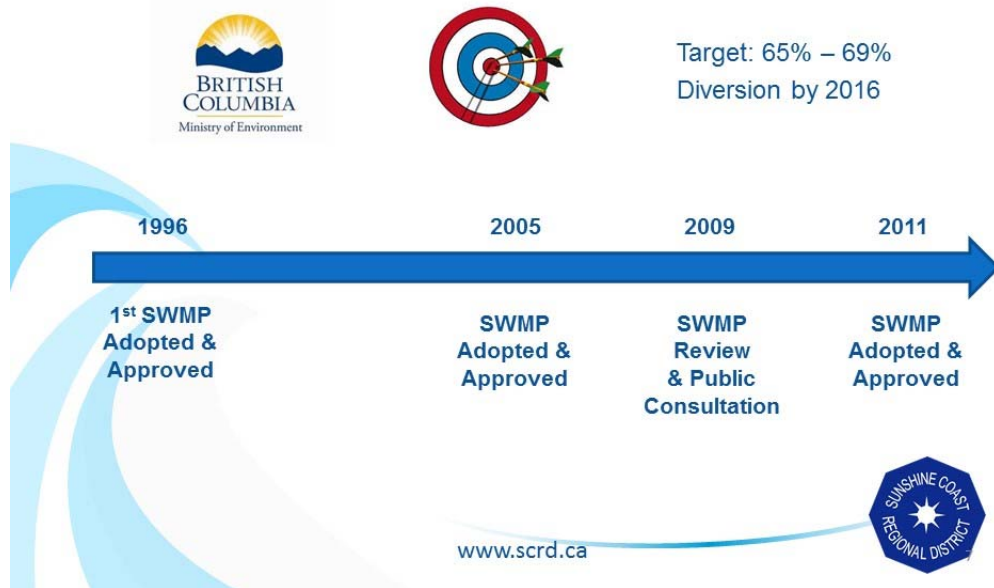 BRITISH
COLUMBIA
Ministry of Environment
Target: 65% – 69%
Diversion by 2016
1996
2005
2009
2011
1st SWMP
Adopted &
Approved
SWMP
Adopted &
Approved
SWMP
Review
& Public
Consultation
SWMP
Adopted &
Approved
www.scrd.ca
SUNSHINE COAST
REGIONAL DISTRICT
7